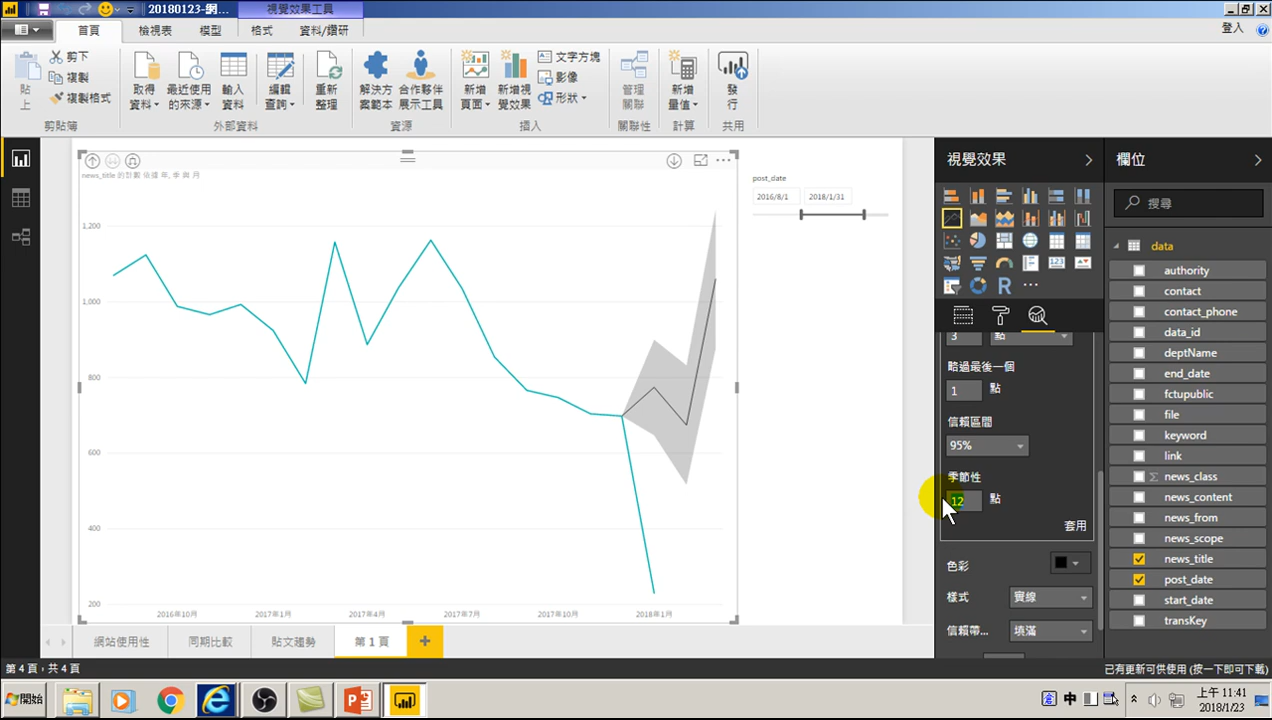 20180123-網...
視覺效果工具
登入
首頁
檢視表
模型
格式
資料/鑽研
貼上
剪下
複製
複製格式
剪貼簿
取得資料
最近使用的來源
輸入資料
編輯查詢
外部資料
重新整理
解決方案範本
合作夥伴展示工具
資源
新增頁面
新增視覺效果
文字方塊
影像
形狀
插入
管理關聯
關聯性
新增量值
計算
發行
共用
news_title 的計數 依據 年, 季 與 月
1,200
1,000
800
600
400
200
2016年10月
2017年1月
2017年4月
2017年7月
2017年10月
2018年1月
post_date
2016/8/1
2018/1/31
視覺效果
123
R
3
點
略過最後一個
1
點
信賴區間
95%
季節性
12
點
套用
色彩
樣式
實線
信賴帶...
填滿
欄位
搜尋
data
authority
contact
contact_phone
data_id
deptName
end_date
fctupublic
file
keyword
link
Σ news_class
news_content
news_from
news_scope
news_title
post_date
start_date
transKey
網站使用性
同期比較
貼文趨勢
第 1 頁
第 4 頁，共 4 頁
已有更新可供使用 (按一下即可下載)
開始
中
上午 11:41
2018/1/23